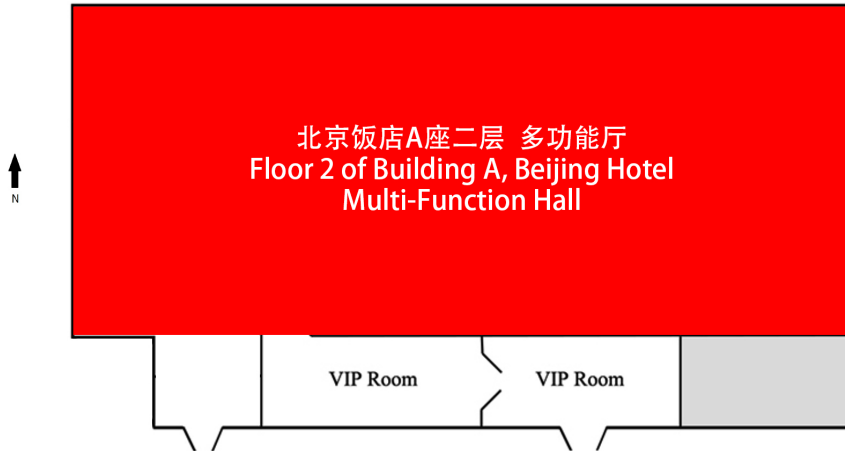 北京饭店A座二层 多功能厅
Floor 2 of Building A, Beijing Hotel
Multi-Function Hall
N
VIP Room
VIP Room